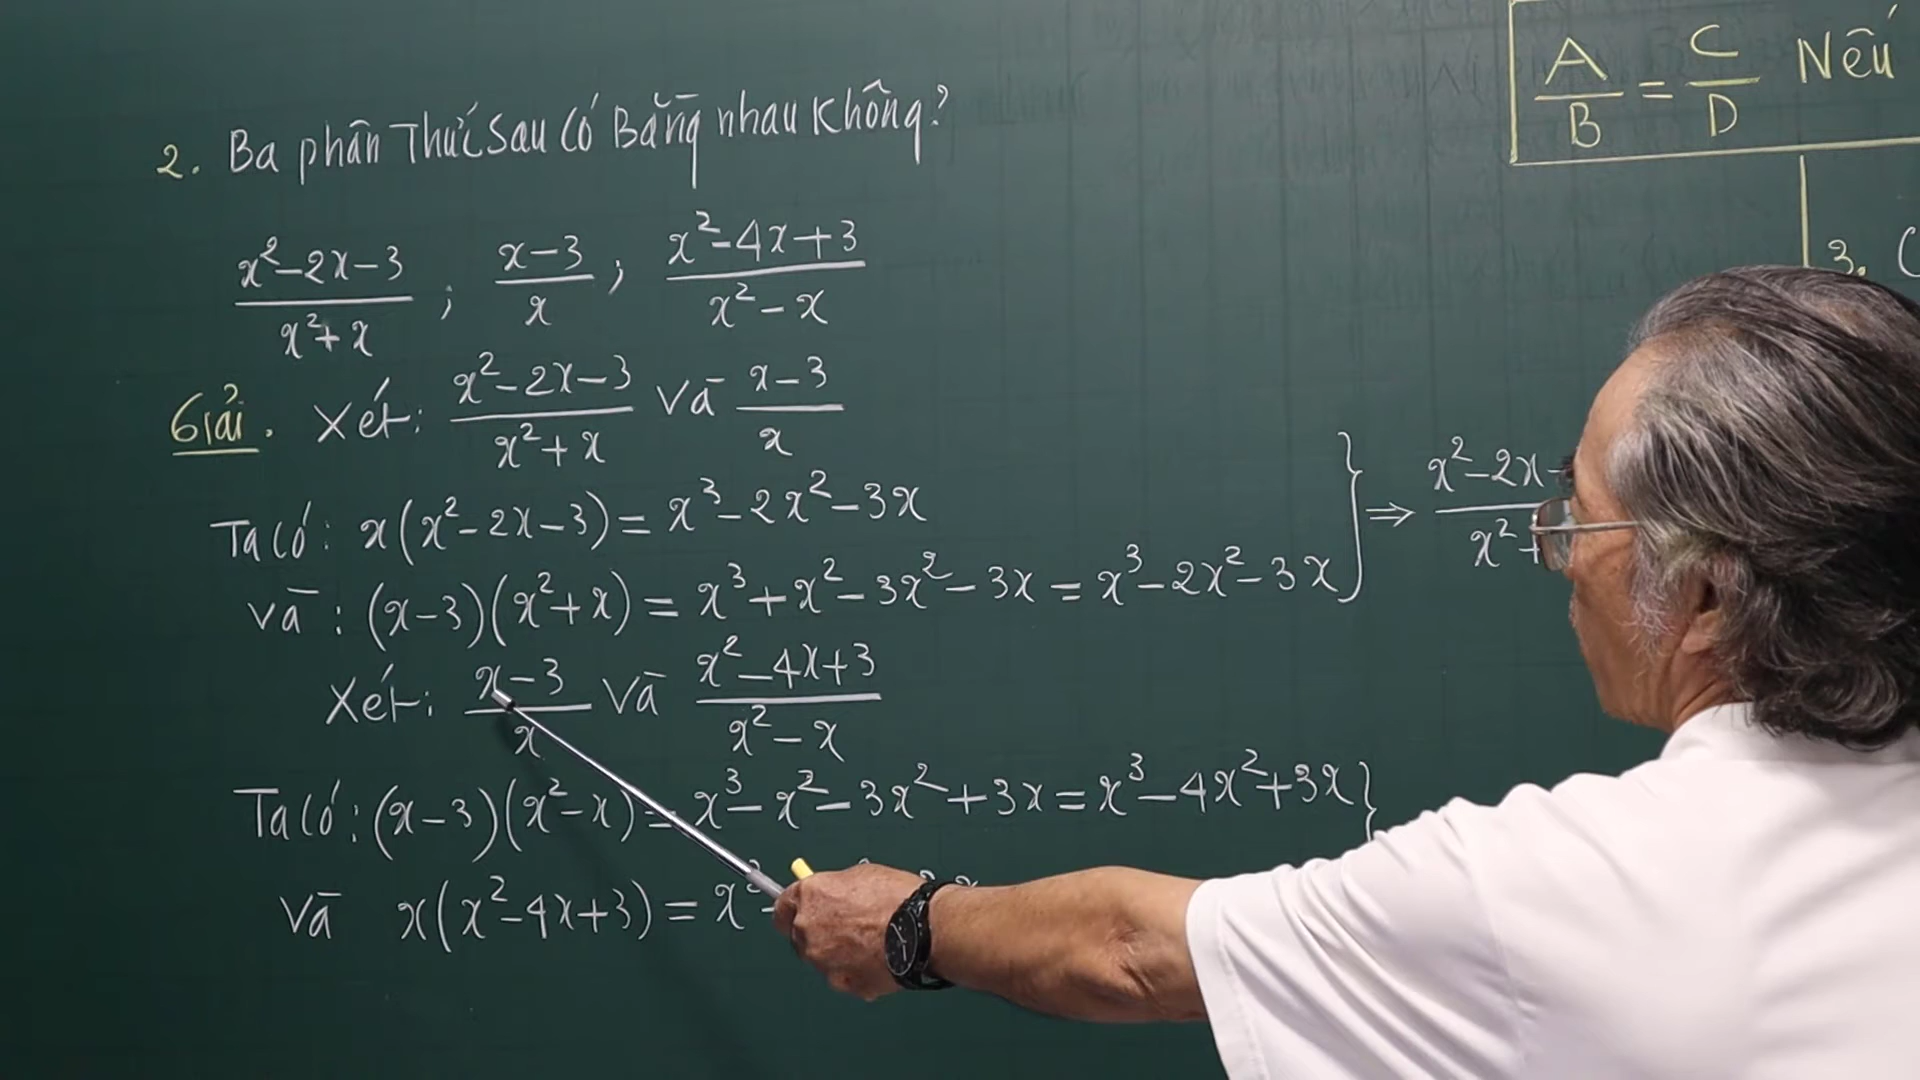 2. Ba phân Thức Sau Có Bằng nhau Không?
x²-2x-3 / x²+x ; x-3 / x ; x²-4x+3 / x²-x
Giải. Xét: x²-2x-3 / x²+x Và x-3 / x
Ta Có: x(x²-2x-3) = x³-2x²-3x
Và: (x-3)(x²+x) = x³+x²-3x²-3x = x³-2x²-3x } ⇒ x²-2x- / x²+
Xét: x-3 / x Và x²-4x+3 / x²-x
Ta Có: (x-3)(x²-x) = x³-x²-3x²+3x = x³-4x²+3x }
Và x(x²-4x+3) =
A/B = C/D Nếu
3.